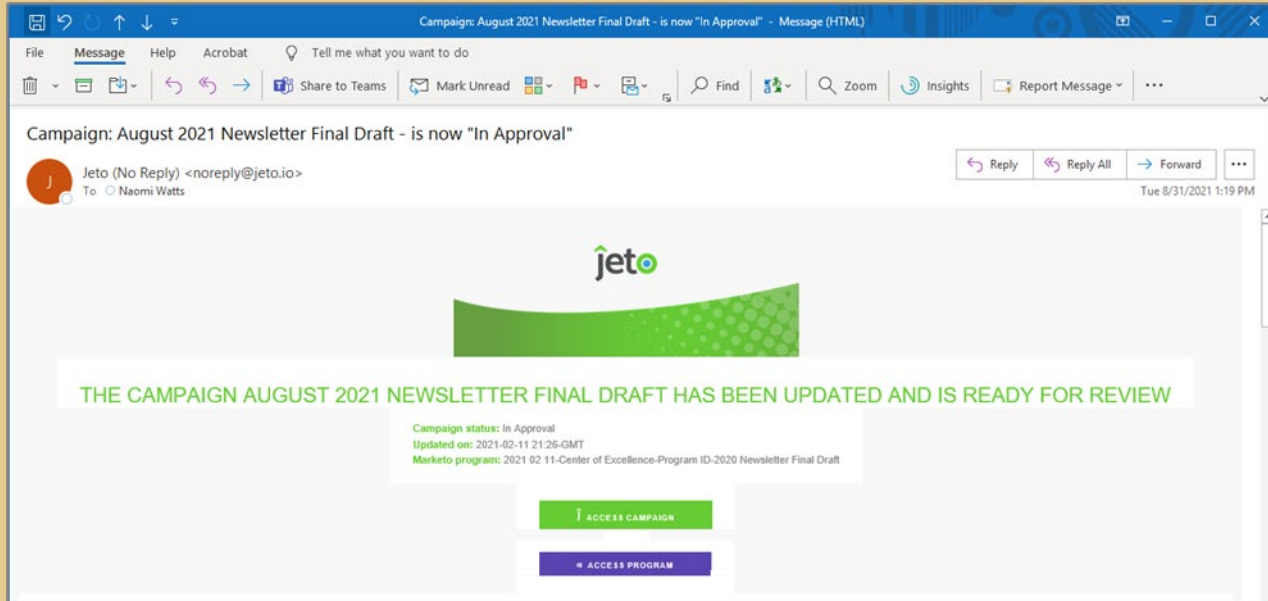 Campaign: August 2021 Newsletter Final Draft - is now "In Approval" - Message (HTML)
File Message Help Acrobat Tell me what you want to do
Share to Teams Mark Unread Find Zoom Insights Report Message
Campaign: August 2021 Newsletter Final Draft - is now "In Approval"
J
Jeto (No Reply) <noreply@jeto.io>
To Naomi Watts
Reply Reply All Forward
Tue 8/31/2021 1:19 PM
ĵeto
THE CAMPAIGN AUGUST 2021 NEWSLETTER FINAL DRAFT HAS BEEN UPDATED AND IS READY FOR REVIEW
Campaign status: In Approval
Updated on: 2021-02-11 21:26-GMT
Marketo program: 2021 02 11-Center of Excellence-Program ID-2020 Newsletter Final Draft
ACCESS CAMPAIGN
ACCESS PROGRAM